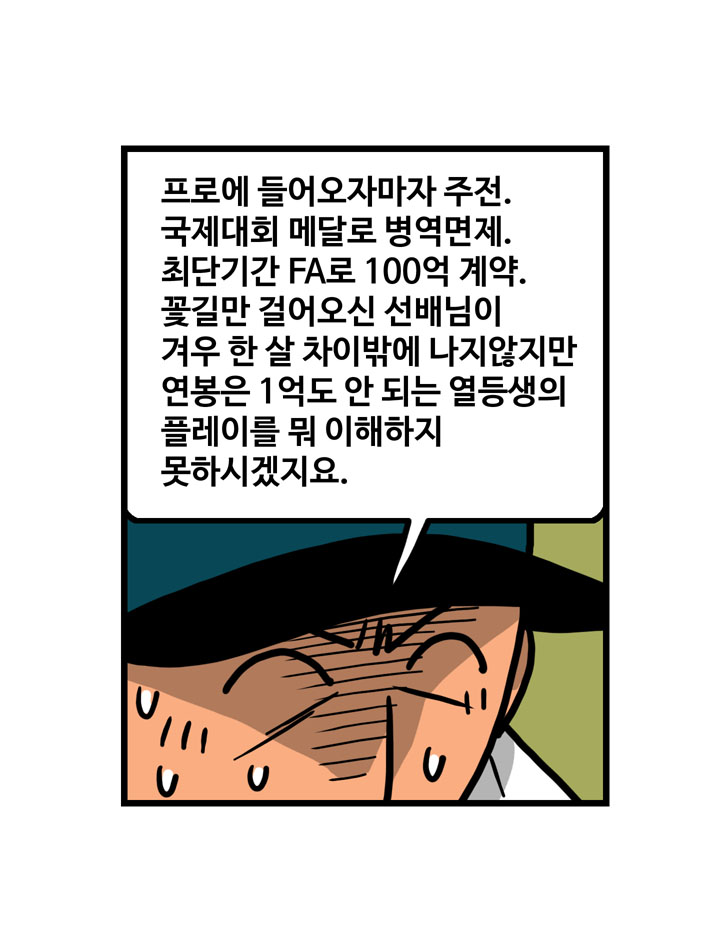 프로에 들어오자마자 주전.
국제대회 메달로 병역면제.
최단기간 FA로 100억 계약.
꽃길만 걸어오신 선배님이
겨우 한 살 차이밖에 나지않지만
연봉은 1억도 안 되는 열등생의
플레이를 뭐 이해하지
못하시겠지요.